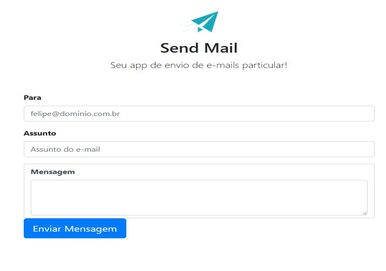 Send Mail
Seu app de envio de e-mails particular!
Para
felipe@dominio.com.br
Assunto
Assunto do e-mail
Mensagem
Enviar Mensagem